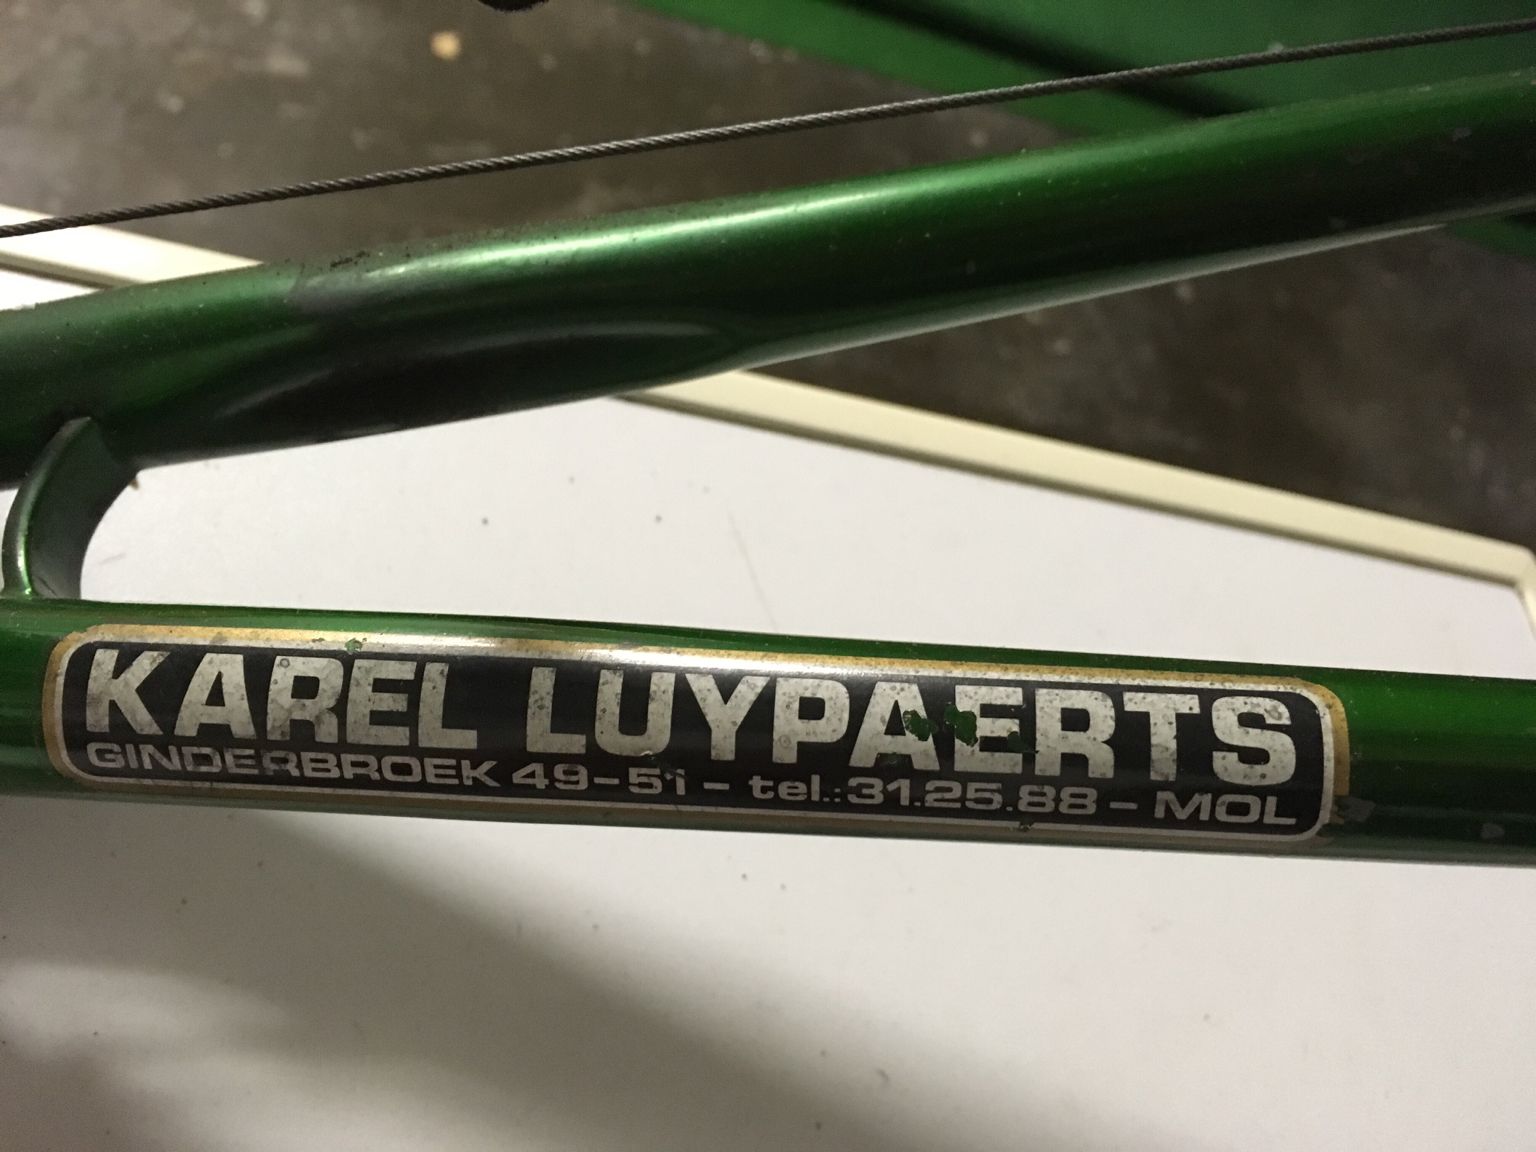 KAREL LUYPAERTS
GINDERBROEK 49-51 - tel.:31.25.88 - MOL